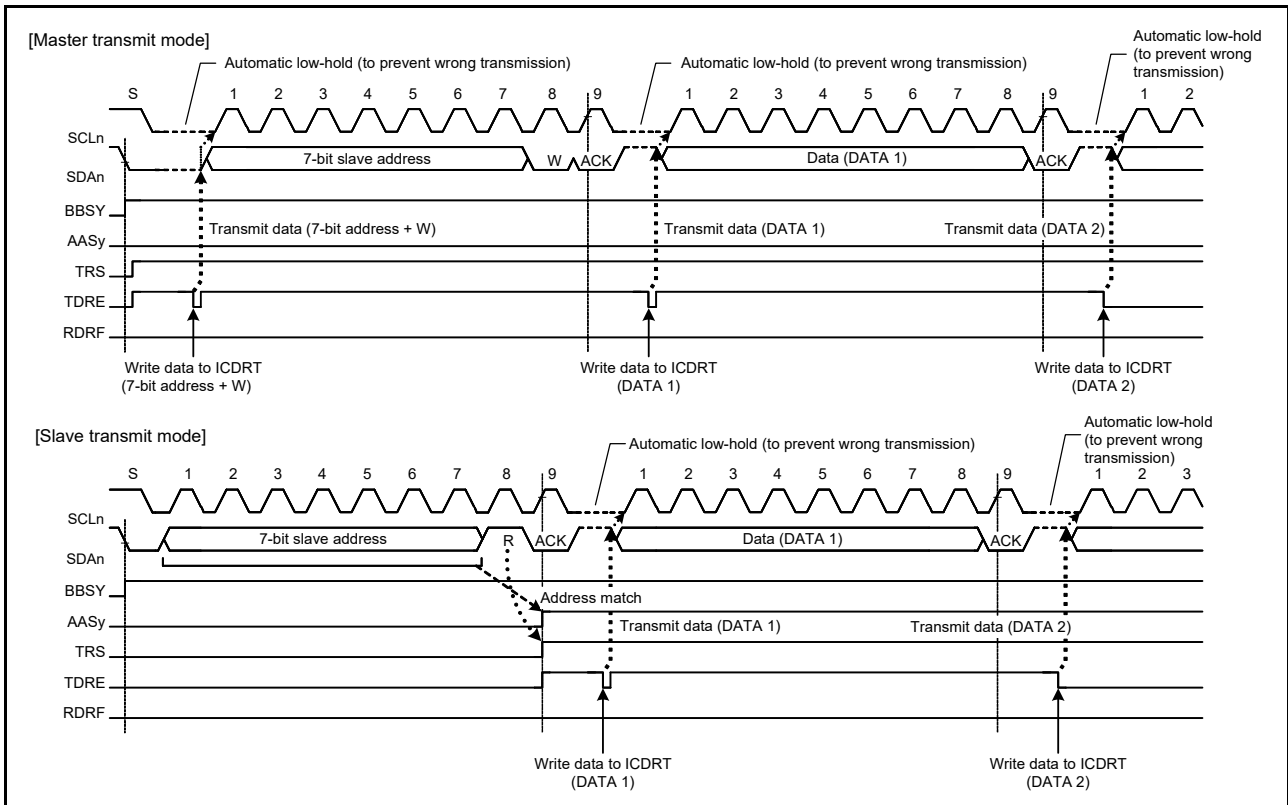 [Master transmit mode]
Automatic low-hold (to prevent wrong transmission)
Automatic low-hold (to prevent wrong transmission)
Automatic low-hold
(to prevent wrong
transmission)
S 1 2 3 4 5 6 7 8 9 1 2 3 4 5 6 7 8 9 1 2
SCLn
7-bit slave address W ACK Data (DATA 1) ACK
SDAn
BBSY
Transmit data (7-bit address + W) Transmit data (DATA 1) Transmit data (DATA 2)
AASy
TRS
TDRE
RDRF
Write data to ICDRT
(7-bit address + W)
Write data to ICDRT
(DATA 1)
Write data to ICDRT
(DATA 2)
[Slave transmit mode]
Automatic low-hold (to prevent wrong transmission)
Automatic low-hold
(to prevent wrong
transmission)
S 1 2 3 4 5 6 7 8 9 1 2 3 4 5 6 7 8 9 1 2 3
SCLn
7-bit slave address R ACK Data (DATA 1) ACK
SDAn
BBSY
Address match
AASy
Transmit data (DATA 1) Transmit data (DATA 2)
TRS
TDRE
RDRF
Write data to ICDRT
(DATA 1)
Write data to ICDRT
(DATA 2)